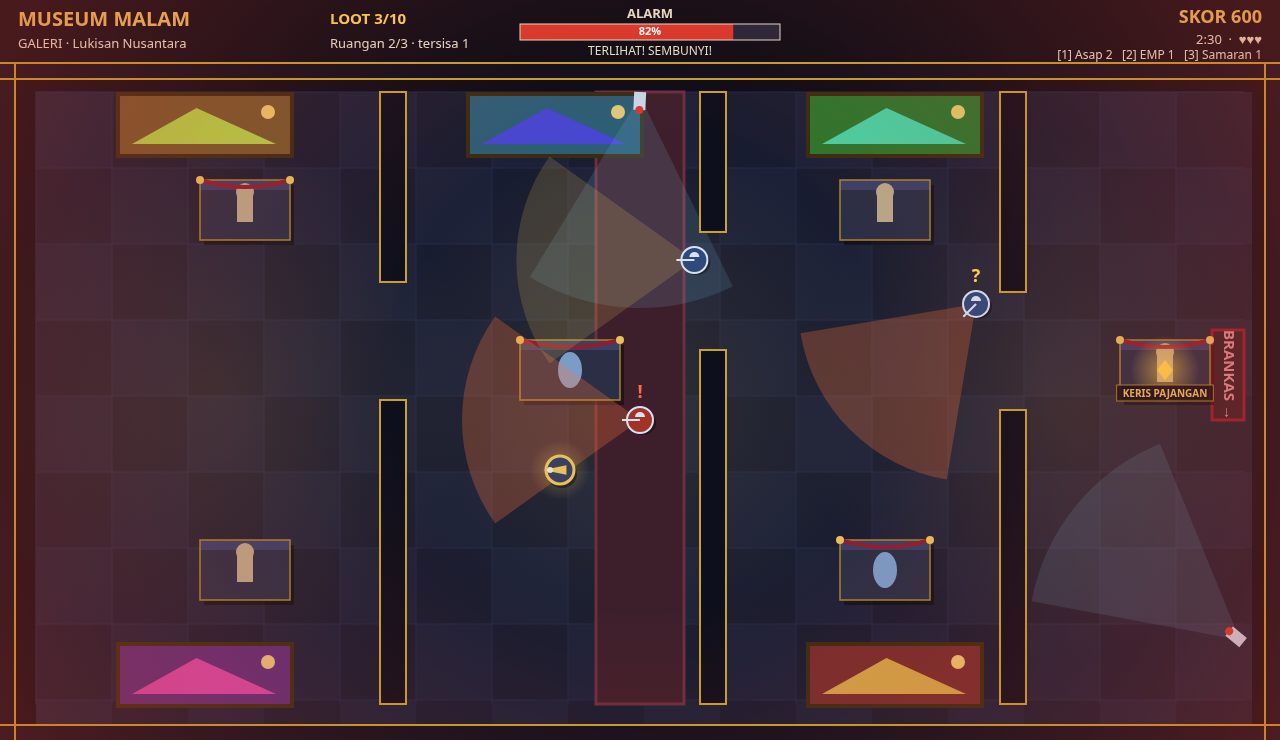 MUSEUM MALAM
GALERI · Lukisan Nusantara
LOOT 3/10
Ruangan 2/3 · tersisa 1
ALARM
82%
TERLIHAT! SEMBUNYI!
SKOR 600
2:30 · ♥♥♥
[1] Asap 2 [2] EMP 1 [3] Samaran 1
?
!
BRANKAS →
KERIS PAJANGAN